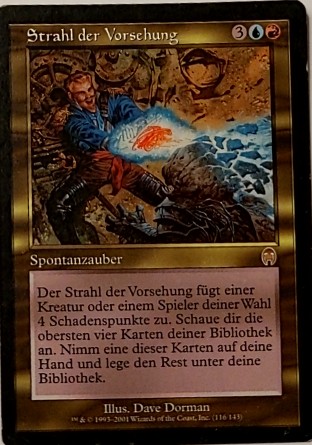 Strahl der Vorsehung 3
Spontanzauber
Der Strahl der Vorsehung fügt einer
Kreatur oder einem Spieler deiner Wahl
4 Schadenspunkte zu. Schaue dir die
obersten vier Karten deiner Bibliothek
an. Nimm eine dieser Karten auf deine
Hand und lege den Rest unter deine
Bibliothek.
Illus. Dave Dorman
™ & © 1993-2001 Wizards of the Coast, Inc. (116/143)